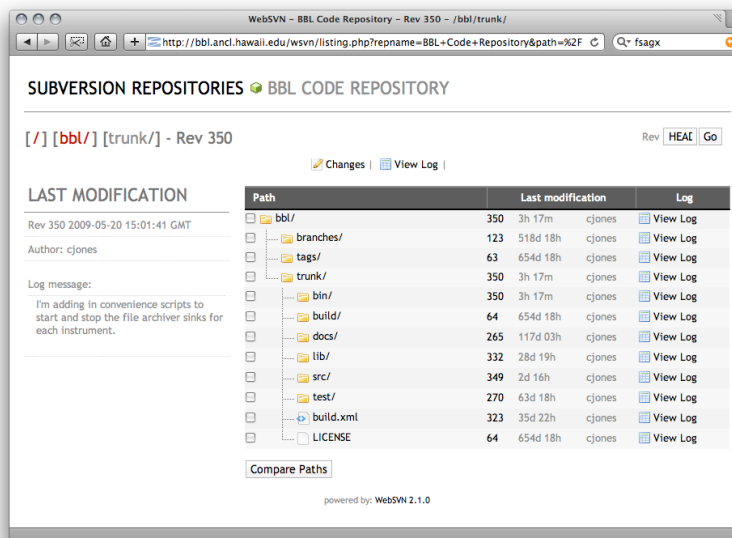 WebSVN – BBL Code Repository – Rev 350 – /bbl/trunk/
http://bbl.ancl.hawaii.edu/wsvn/listing.php?repname=BBL+Code+Repository&path=%2F
fsagx
SUBVERSION REPOSITORIES BBL CODE REPOSITORY
[/] [bbl/] [trunk/] - Rev 350
Rev HEAD Go
Changes | View Log |
LAST MODIFICATION
Rev 350 2009-05-20 15:01:41 GMT
Author: cjones
Log message:
I'm adding in convenience scripts to
start and stop the file archiver sinks for
each instrument.
Path Last modification Log
bbl/ 350 3h 17m cjones View Log
branches/ 123 518d 18h cjones View Log
tags/ 63 654d 18h cjones View Log
trunk/ 350 3h 17m cjones View Log
bin/ 350 3h 17m cjones View Log
build/ 64 654d 18h cjones View Log
docs/ 265 117d 03h cjones View Log
lib/ 332 28d 19h cjones View Log
src/ 349 2d 16h cjones View Log
test/ 270 63d 18h cjones View Log
build.xml 323 35d 22h cjones View Log
LICENSE 64 654d 18h cjones View Log
Compare Paths
powered by: WebSVN 2.1.0